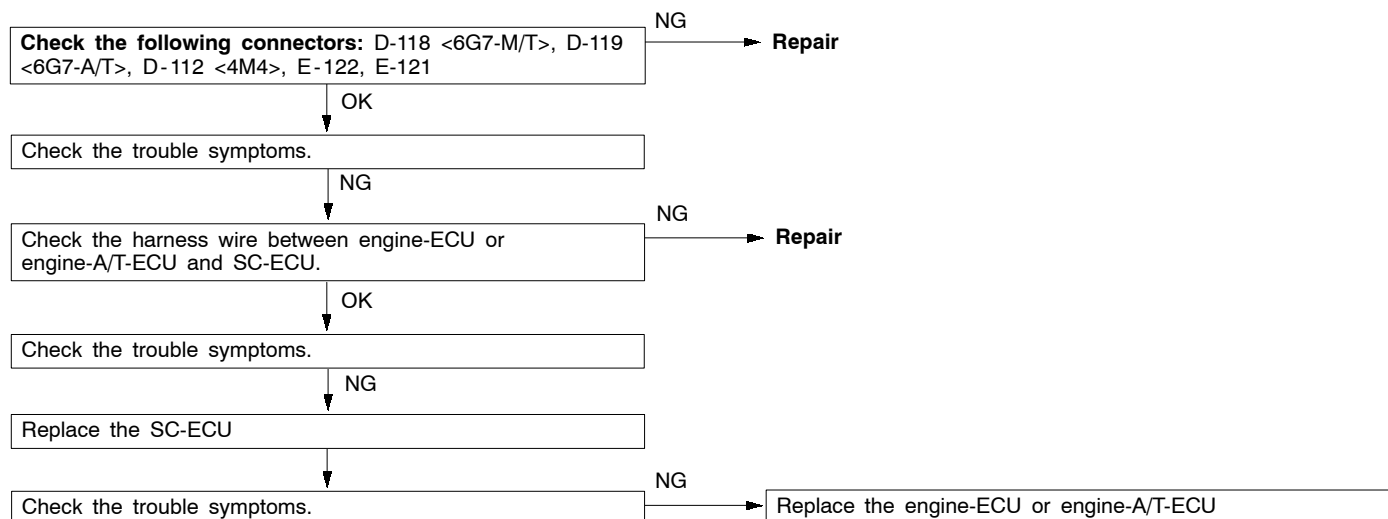 NG
Check the following connectors: D-118 <6G7-M/T>, D-119
<6G7-A/T>, D-112 <4M4>, E-122, E-121
Repair
OK
Check the trouble symptoms.
NG
NG
Check the harness wire between engine-ECU or
engine-A/T-ECU and SC-ECU.
Repair
OK
Check the trouble symptoms.
NG
Replace the SC-ECU
NG
Check the trouble symptoms.
Replace the engine-ECU or engine-A/T-ECU